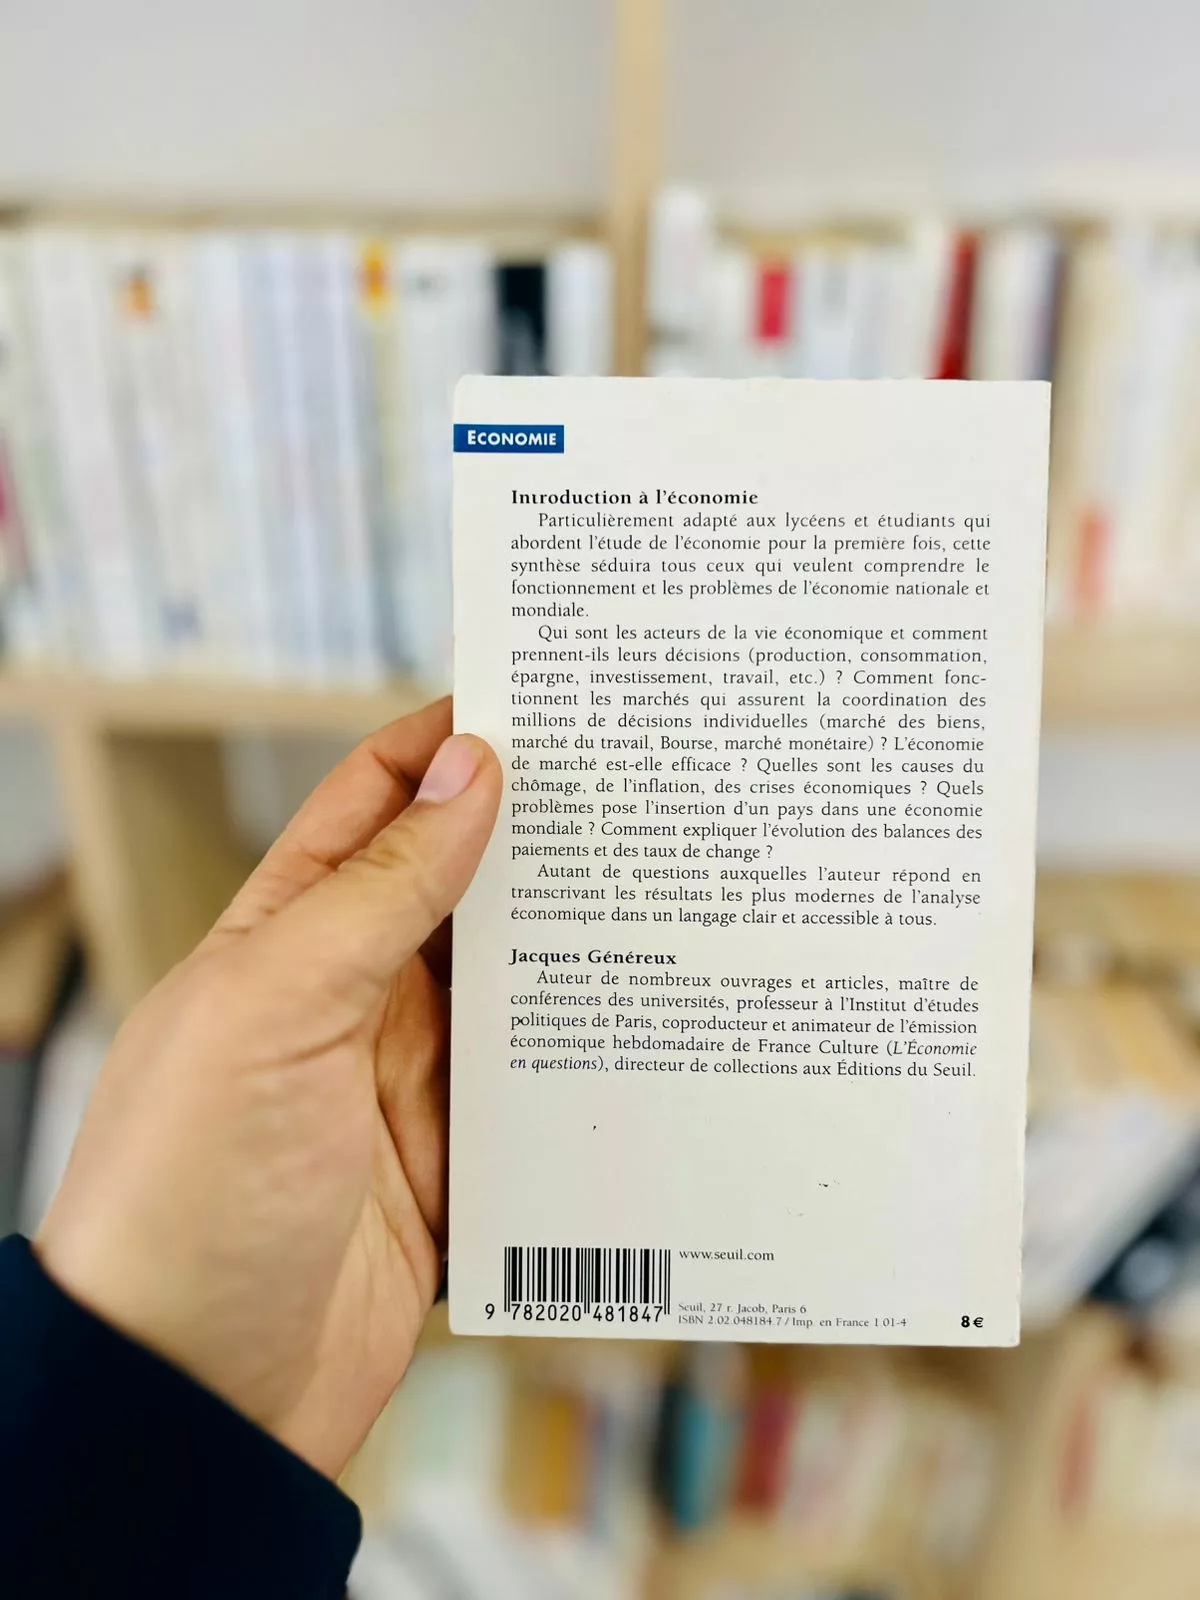 ECONOMIE
Introduction à l'économie
Particulièrement adapté aux lycéens et étudiants qui
abordent l'étude de l'économie pour la première fois, cette
synthèse séduira tous ceux qui veulent comprendre le
fonctionnement et les problèmes de l'économie nationale et
mondiale.
Qui sont les acteurs de la vie économique et comment
prennent-ils leurs décisions (production, consommation,
épargne, investissement, travail, etc.) ? Comment fonc-
tionnent les marchés qui assurent la coordination des
millions de décisions individuelles (marché des biens,
marché du travail, Bourse, marché monétaire) ? L'économie
de marché est-elle efficace ? Quelles sont les causes du
chômage, de l'inflation, des crises économiques ? Quels
problèmes pose l'insertion d'un pays dans une économie
mondiale ? Comment expliquer l'évolution des balances des
paiements et des taux de change ?
Autant de questions auxquelles l'auteur répond en
transcrivant les résultats les plus modernes de l'analyse
économique dans un langage clair et accessible à tous.
Jacques Généreux
Auteur de nombreux ouvrages et articles, maître de
conférences des universités, professeur à l'Institut d'études
politiques de Paris, coproducteur et animateur de l'émission
économique hebdomadaire de France Culture (L'Économie
en questions), directeur de collections aux Éditions du Seuil.
www.seuil.com
9 782020 481847
Seuil, 27 r. Jacob, Paris 6
ISBN 2.02.048184.7 / Imp. en France 1.01-4
8 €